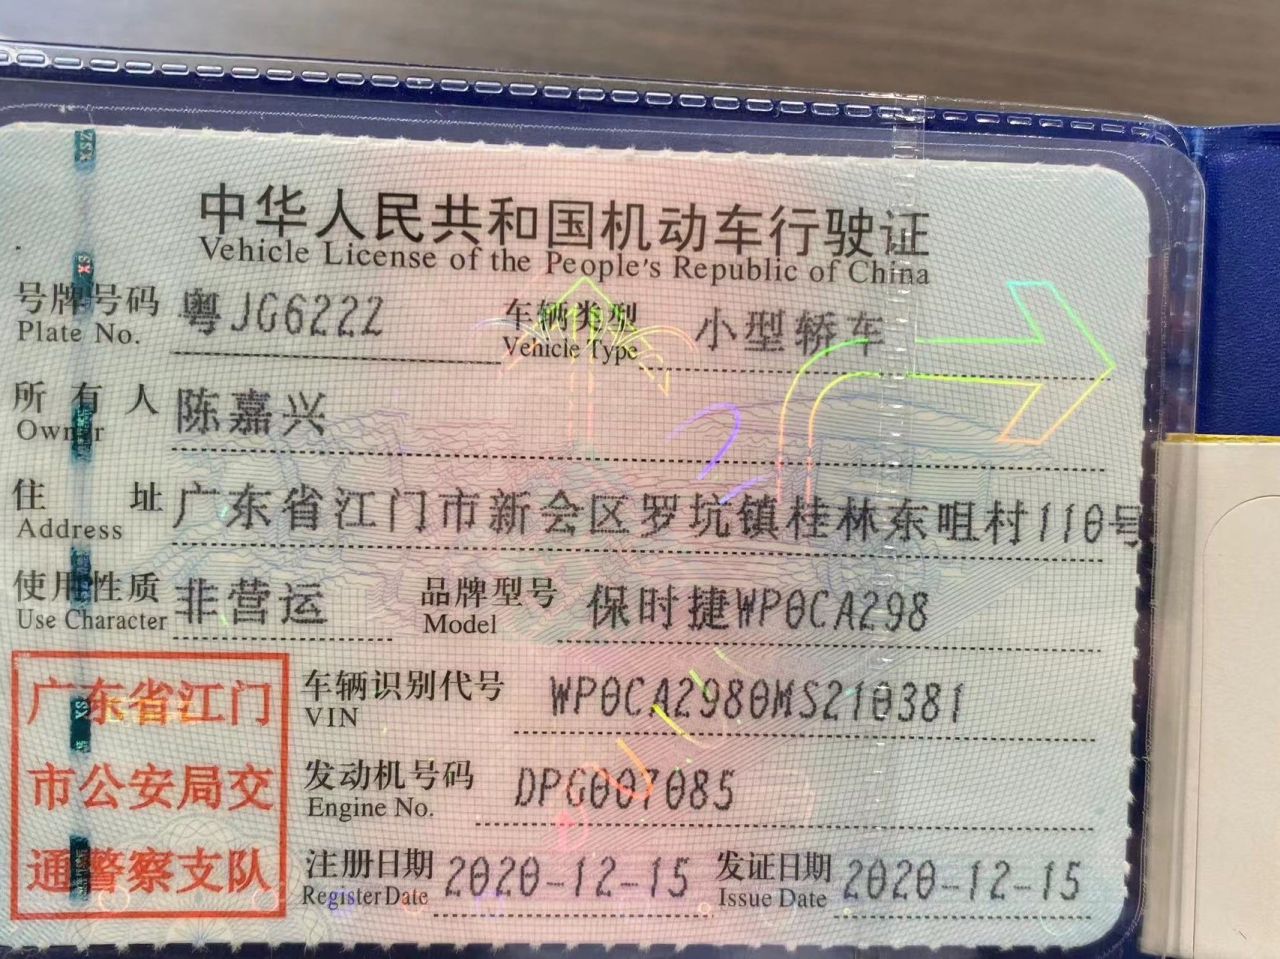 中华人民共和国机动车行驶证
Vehicle License of the People's Republic of China
号牌号码 粤JG6222 车辆类型 小型轿车
Plate No. Vehicle Type
所有人 陈嘉兴
Owner
住址 广东省江门市新会区罗坑镇桂林东咀村110号
Address
使用性质 非营运 品牌型号 保时捷WP0CA298
Use Character Model
广东省江门
市公安局交
通警察支队
车辆识别代号 WP0CA2980MS210381
VIN
发动机号码 DPG007085
Engine No.
注册日期 2020-12-15 发证日期 2020-12-15
Register Date Issue Date